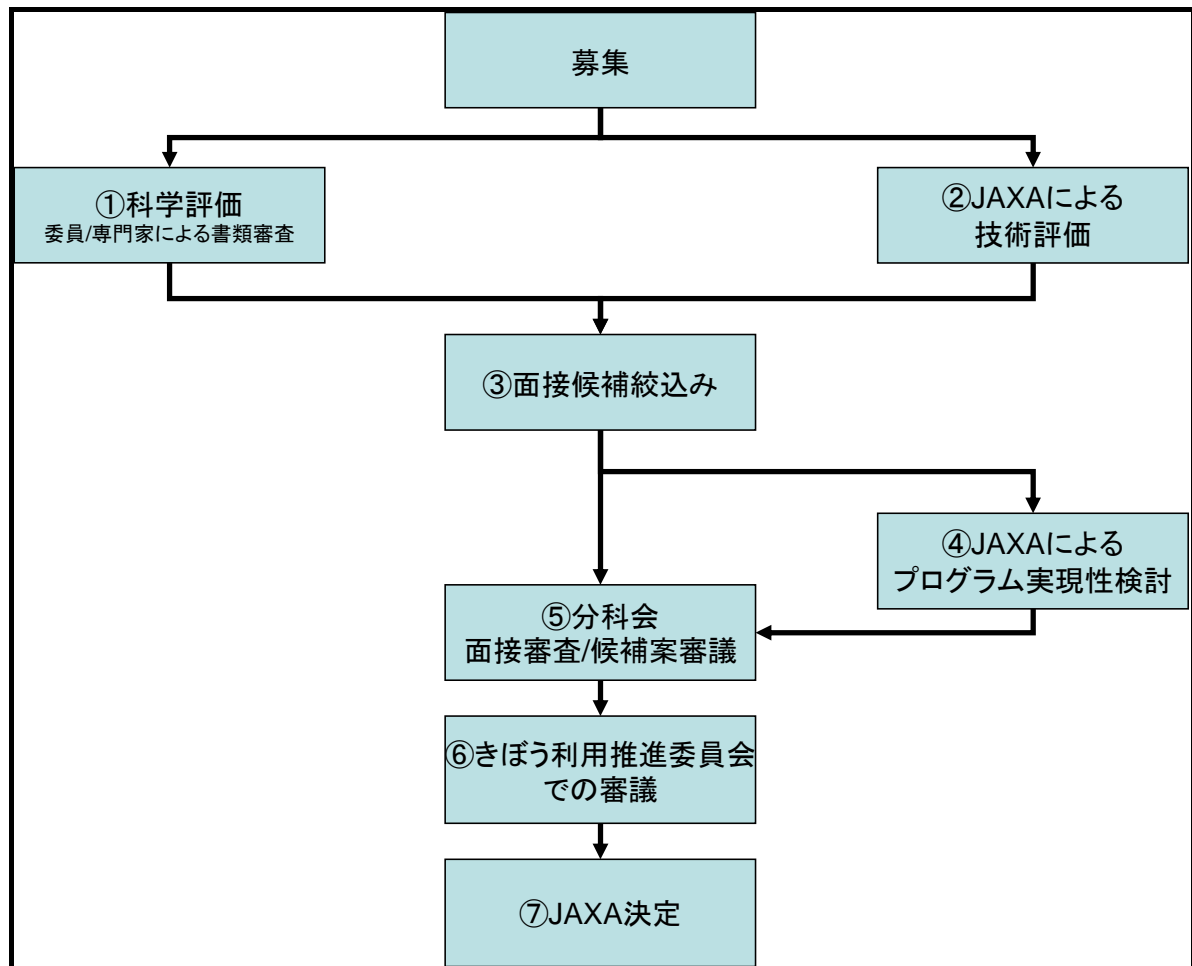 募集
①科学評価
委員/専門家による書類審査
②JAXAによる
技術評価
③面接候補絞込み
④JAXAによる
プログラム実現性検討
⑤分科会
面接審査/候補案審議
⑥きぼう利用推進委員会
での審議
⑦JAXA決定